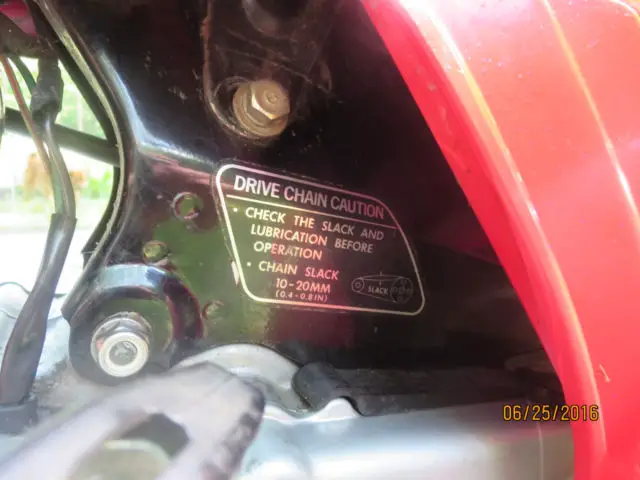 DRIVE CHAIN CAUTION
• CHECK THE SLACK AND
LUBRICATION BEFORE
OPERATION
• CHAIN SLACK
10-20MM
(0.4-0.8IN)
SLACK
06/25/2016